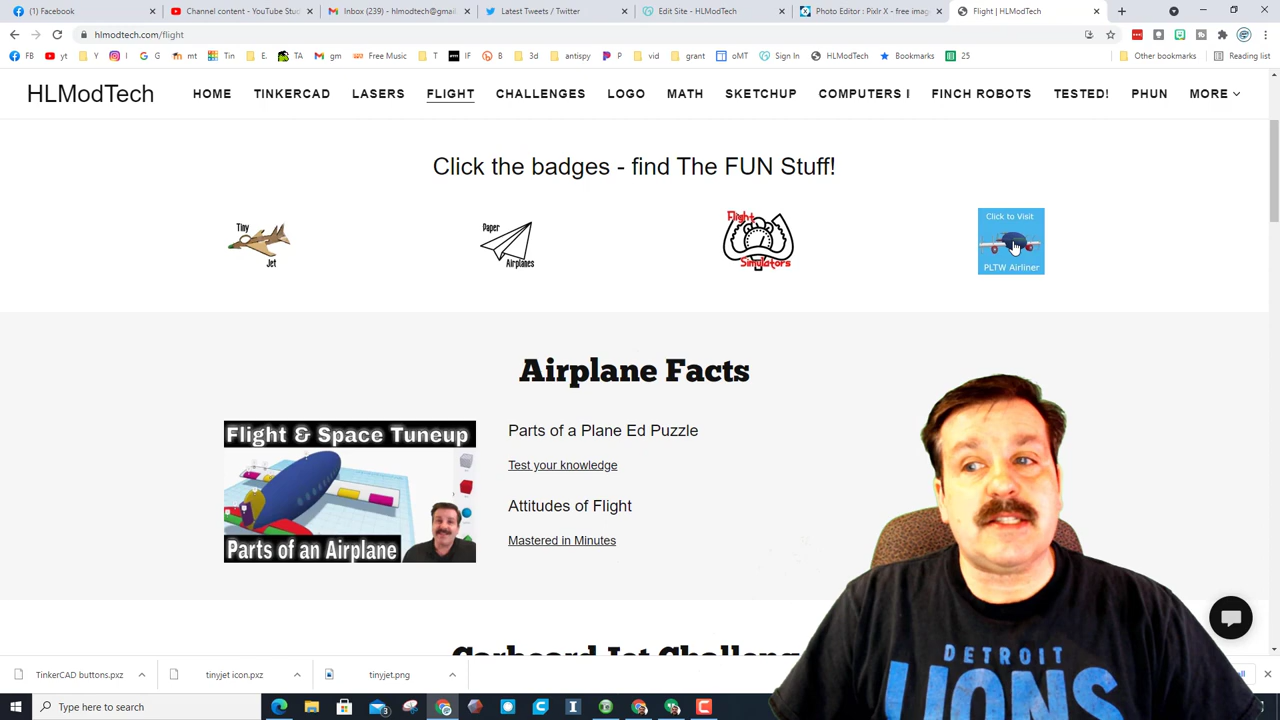 (1) Facebook
Channel content - YouTube Stu
Inbox (239) - hlmodtech@gmail
Latest Tweets / Twitter
Edit Site - HLModTech
Photo Editor : Pixlr X - free imag
Flight | HLModTech
hlmodtech.com/flight
FB
yt
Y
I
G
mt
Tin
E.
TA
gm
Free Music
T
IF
B
3d
antispy
P
vid
grant
oMT
Sign In
HLModTech
Bookmarks
25
Other bookmarks
Reading list
HLModTech
HOME
TINKERCAD
LASERS
FLIGHT
CHALLENGES
LOGO
MATH
SKETCHUP
COMPUTERS I
FINCH ROBOTS
TESTED!
PHUN
MORE
Click the badges - find The FUN Stuff!
Tiny
Jet
Paper
Airplanes
Flight
Simulators
Click to Visit
PLTW Airliner
Airplane Facts
Flight & Space Tuneup
Parts of an Airplane
Parts of a Plane Ed Puzzle
Test your knowledge
Attitudes of Flight
Mastered in Minutes
TinkerCAD buttons.pxz
tinyjet icon.pxz
tinyjet.png
Type here to search
DETROIT
LIONS